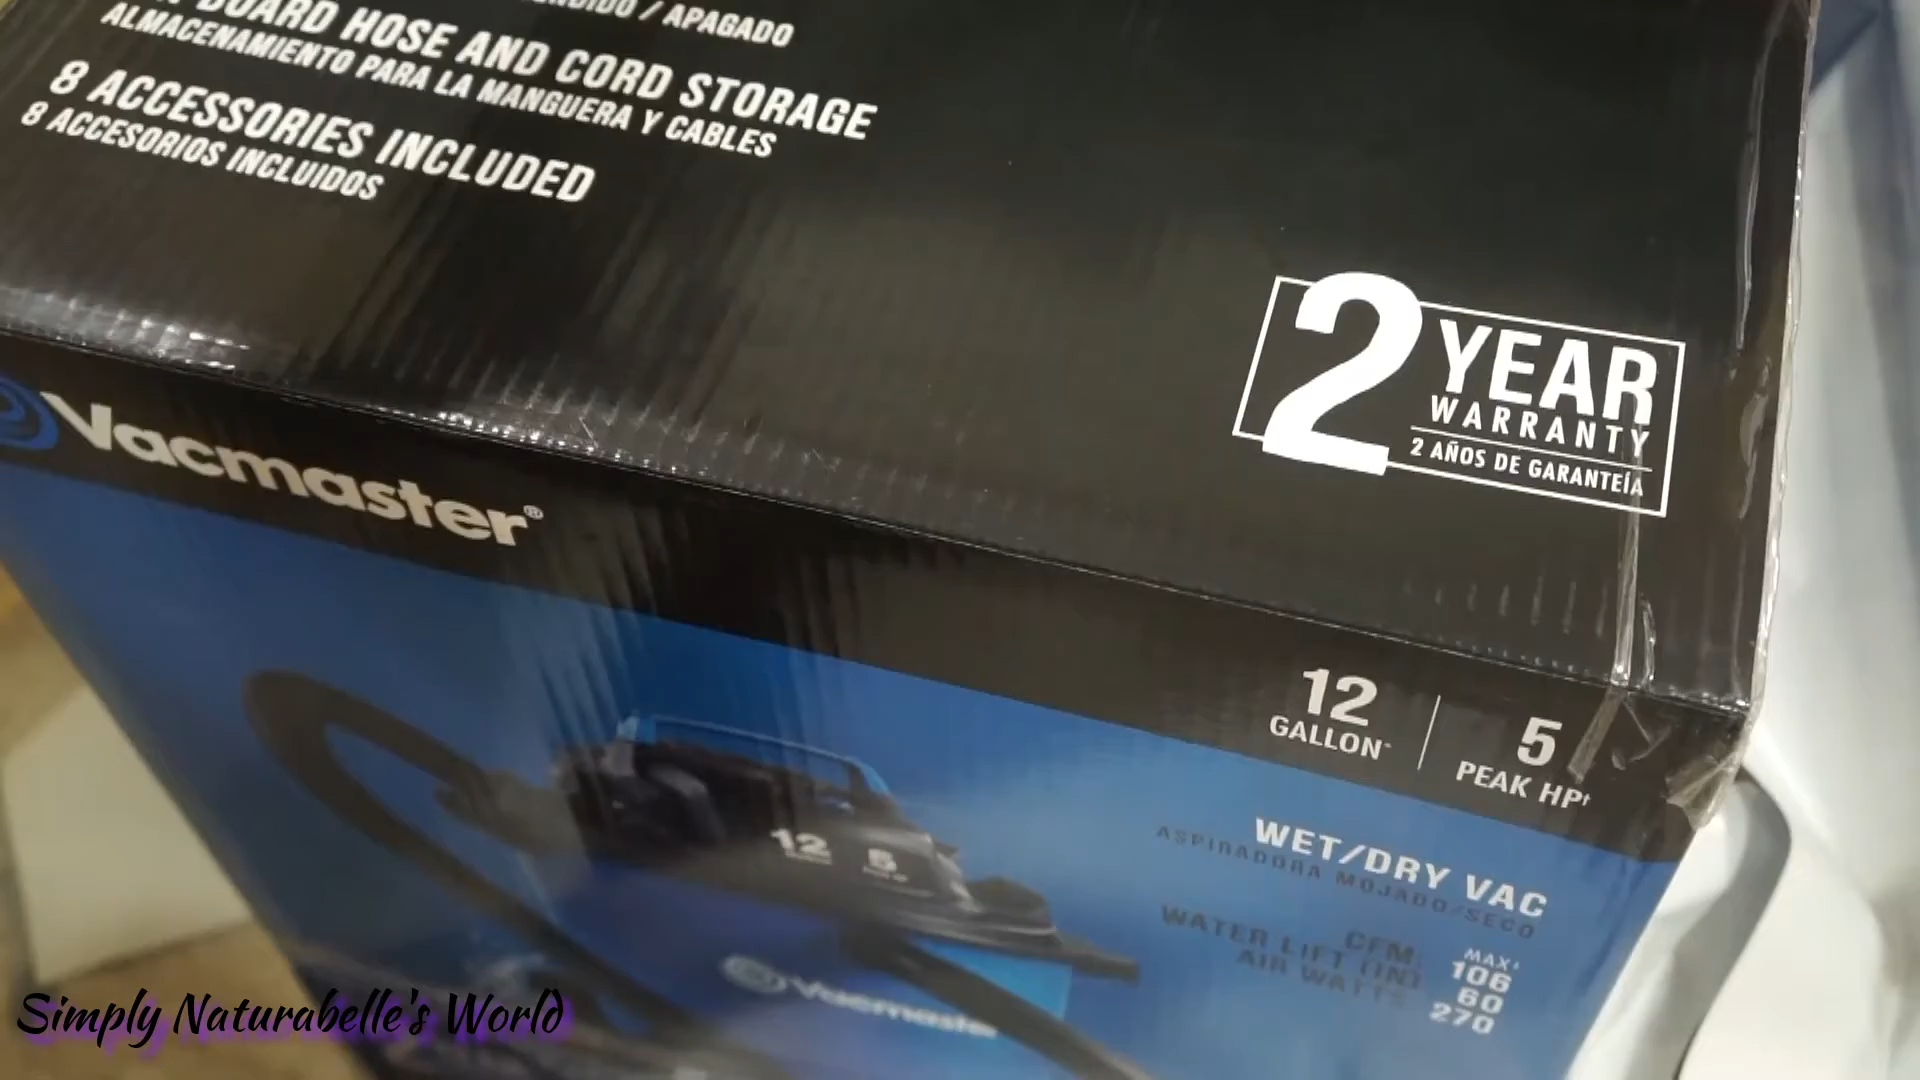 / APAGADO
BOARD HOSE AND CORD STORAGE
ALMACENAMIENTO PARA LA MANGUERA Y CABLES
8 ACCESSORIES INCLUDED
8 ACCESORIOS INCLUIDOS
2 YEAR
WARRANTY
2 AÑOS DE GARANTEÍA
Vacmaster®
12
GALLON
5
PEAK HP†
WET/DRY VAC
ASPIRADORA MOJADO/SECO
MAX
CFM: 106
WATER LIFT (IN) 60
AIR WATTS 270
12 5
Vacmaster
Simply Naturabelle's World